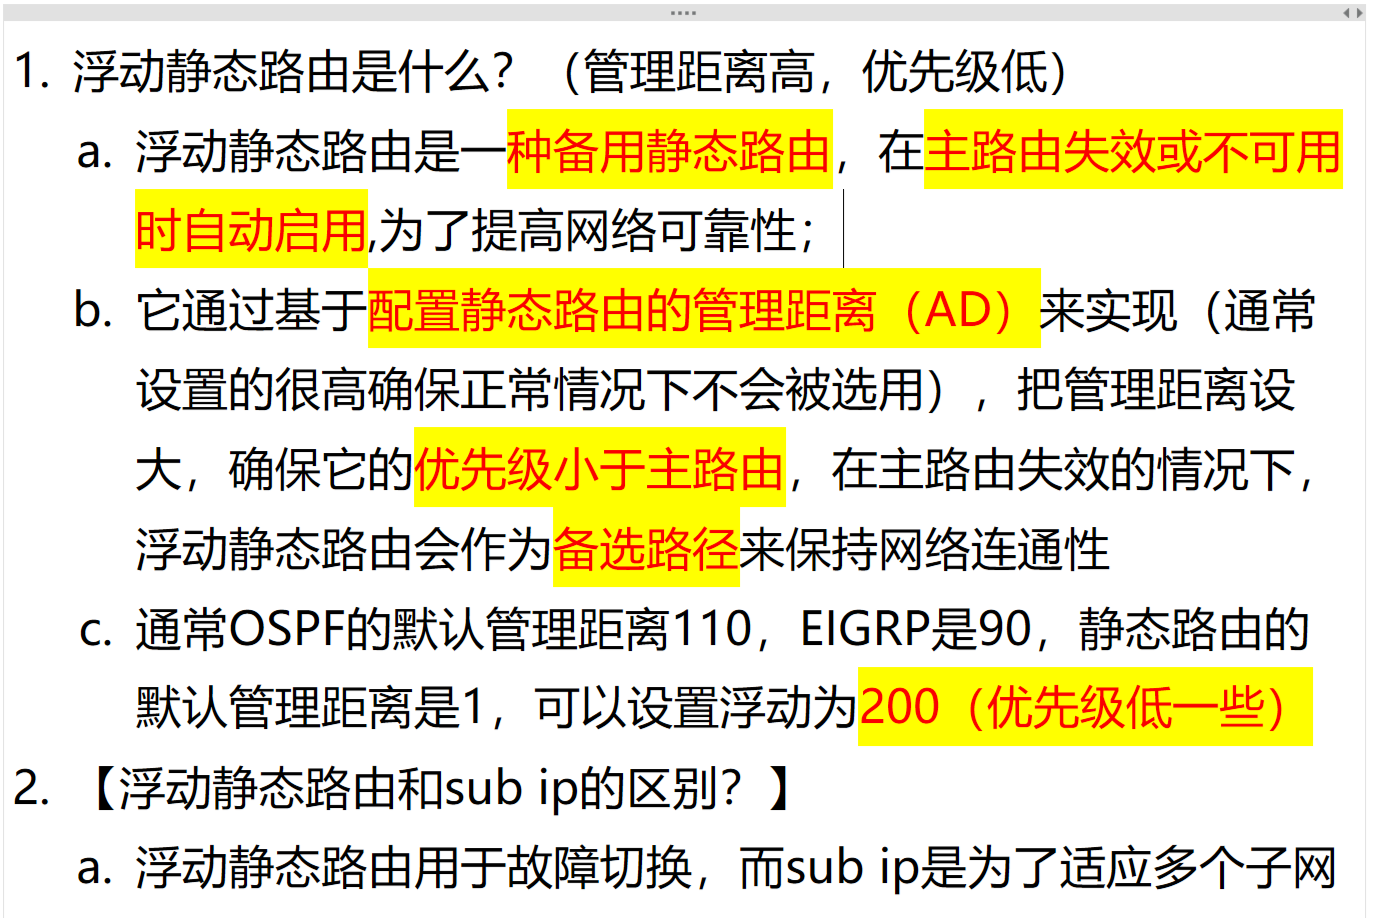 1. 浮动静态路由是什么？（管理距离高，优先级低）
a. 浮动静态路由是一种备用静态路由，在主路由失效或不可用
时自动启用,为了提高网络可靠性；
b. 它通过基于配置静态路由的管理距离（AD）来实现（通常
设置的很高确保正常情况下不会被选用），把管理距离设
大，确保它的优先级小于主路由，在主路由失效的情况下，
浮动静态路由会作为备选路径来保持网络连通性
c. 通常OSPF的默认管理距离110，EIGRP是90，静态路由的
默认管理距离是1，可以设置浮动为200（优先级低一些）
2. 【浮动静态路由和sub ip的区别？】
a. 浮动静态路由用于故障切换，而sub ip是为了适应多个子网